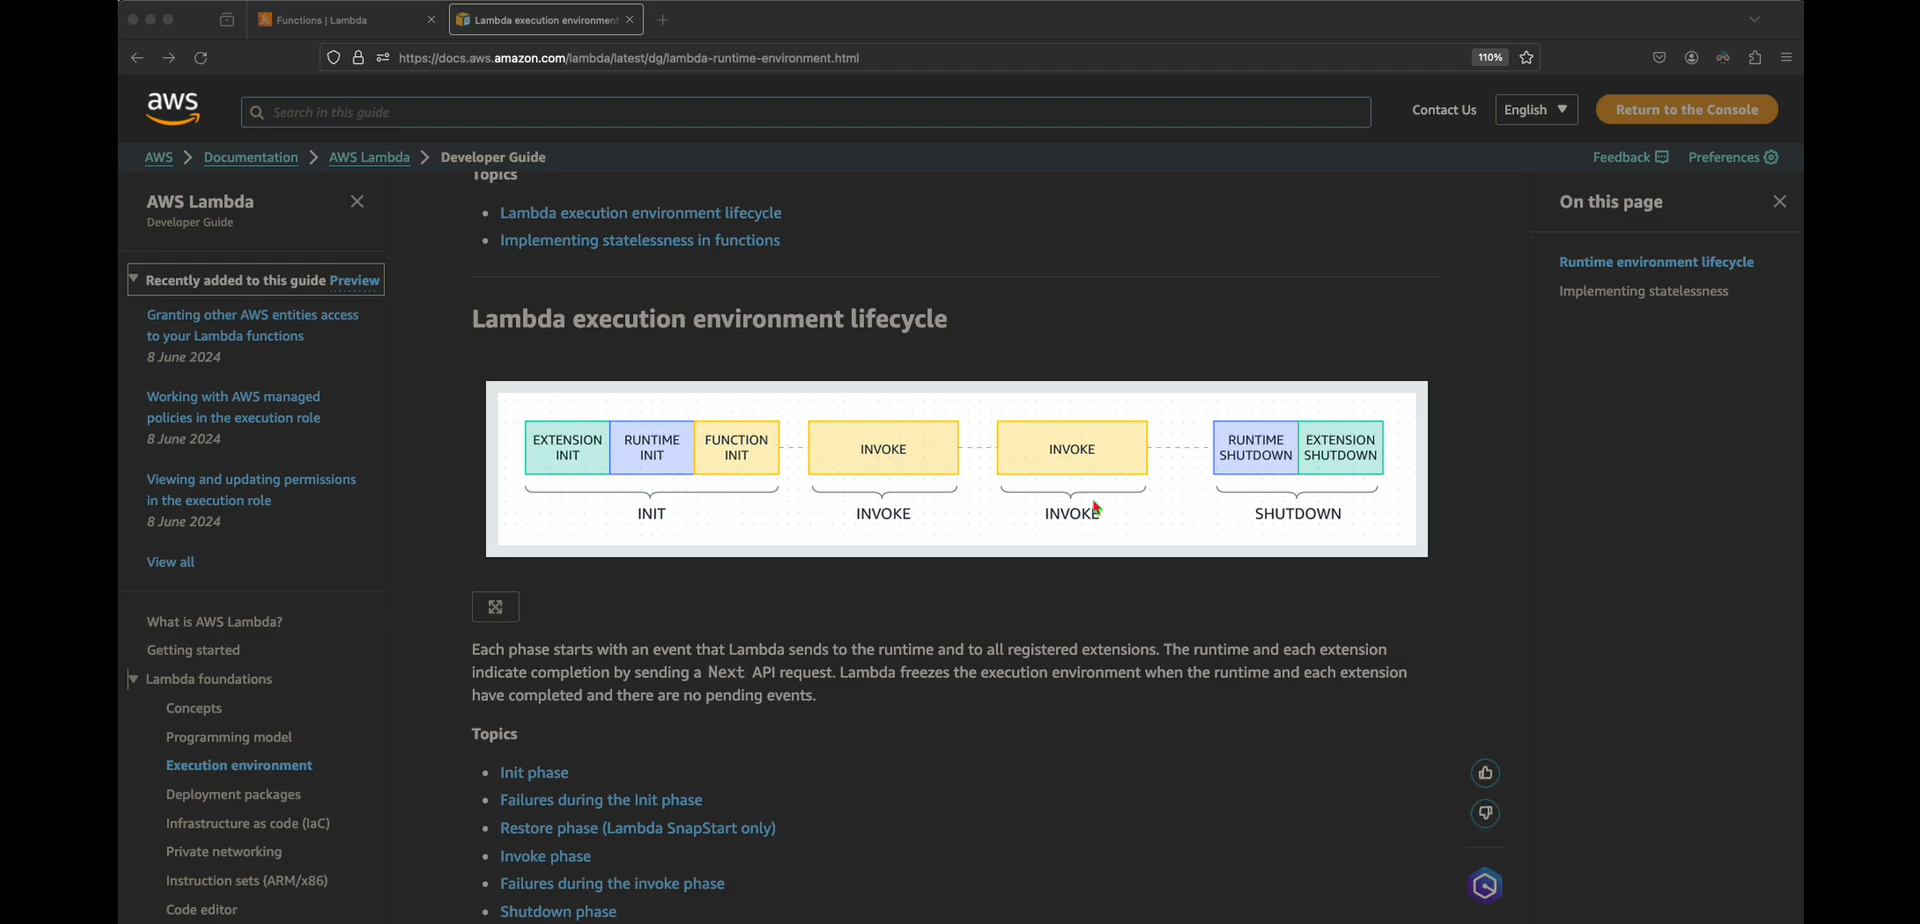 Functions | Lambda
Lambda execution environment
https://docs.aws.amazon.com/lambda/latest/dg/lambda-runtime-environment.html
110%
aws
Search in this guide
Contact Us
English
Return to the Console
AWS
Documentation
AWS Lambda
Developer Guide
Feedback
Preferences
AWS Lambda
Developer Guide
Recently added to this guide Preview
Granting other AWS entities access
to your Lambda functions
8 June 2024
Working with AWS managed
policies in the execution role
8 June 2024
Viewing and updating permissions
in the execution role
8 June 2024
View all
What is AWS Lambda?
Getting started
Lambda foundations
Concepts
Programming model
Execution environment
Deployment packages
Infrastructure as code (IaC)
Private networking
Instruction sets (ARM/x86)
Code editor
Topics
Lambda execution environment lifecycle
Implementing statelessness in functions
Lambda execution environment lifecycle
EXTENSION
INIT
RUNTIME
INIT
FUNCTION
INIT
INVOKE
INVOKE
RUNTIME
SHUTDOWN
EXTENSION
SHUTDOWN
INIT
INVOKE
INVOKE
SHUTDOWN
Each phase starts with an event that Lambda sends to the runtime and to all registered extensions. The runtime and each extension
indicate completion by sending a Next API request. Lambda freezes the execution environment when the runtime and each extension
have completed and there are no pending events.
Topics
Init phase
Failures during the Init phase
Restore phase (Lambda SnapStart only)
Invoke phase
Failures during the invoke phase
Shutdown phase
On this page
Runtime environment lifecycle
Implementing statelessness